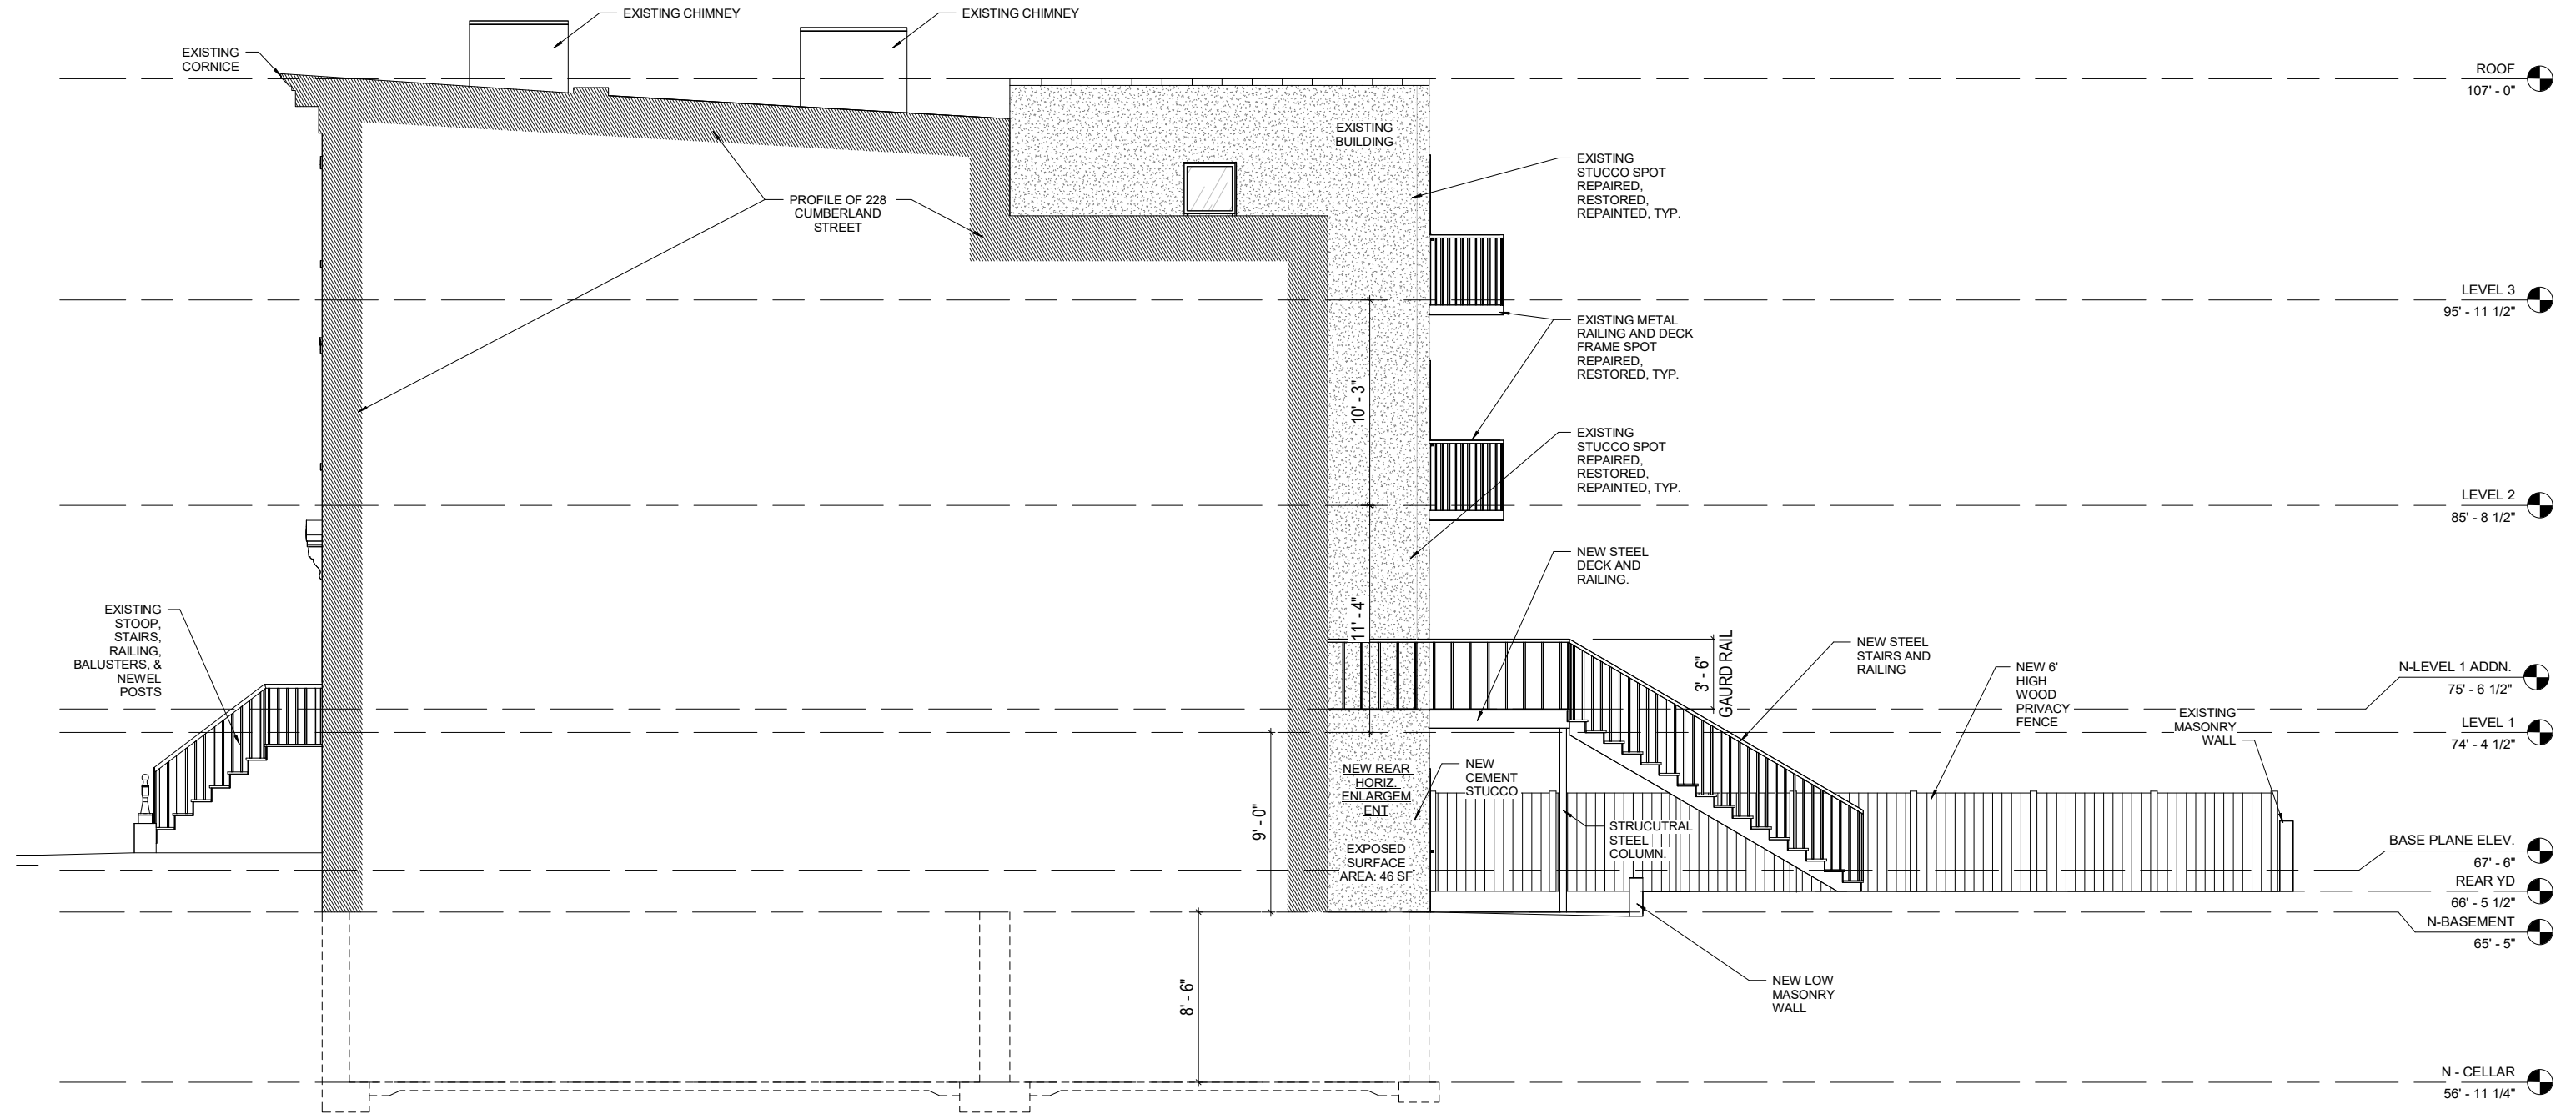 EXISTING CHIMNEY
EXISTING CHIMNEY
EXISTING
CORNICE
ROOF
107' - 0"
EXISTING
BUILDING
EXISTING
STUCCO SPOT
REPAIRED,
RESTORED,
REPAINTED, TYP.
PROFILE OF 228
CUMBERLAND
STREET
LEVEL 3
95' - 11 1/2"
EXISTING METAL
RAILING AND DECK
FRAME SPOT
REPAIRED,
RESTORED, TYP.
10' - 3"
EXISTING
STUCCO SPOT
REPAIRED,
RESTORED,
REPAINTED, TYP.
LEVEL 2
85' - 8 1/2"
NEW STEEL
DECK AND
RAILING.
11' - 4"
EXISTING
STOOP,
STAIRS,
RAILING,
BALUSTERS, &
NEWEL
POSTS
3' - 6"
GAURD RAIL
NEW STEEL
STAIRS AND
RAILING
NEW 6'
HIGH
WOOD
PRIVACY
FENCE
EXISTING
MASONRY
WALL
N-LEVEL 1 ADDN.
75' - 6 1/2"
LEVEL 1
74' - 4 1/2"
NEW REAR
HORIZ.
ENLARGEM
ENT
NEW
CEMENT
STUCCO
9' - 0"
EXPOSED
SURFACE
AREA: 46 SF
STRUCUTRAL
STEEL
COLUMN.
BASE PLANE ELEV.
67' - 6"
REAR YD
66' - 5 1/2"
N-BASEMENT
65' - 5"
8' - 6"
NEW LOW
MASONRY
WALL
N - CELLAR
56' - 11 1/4"